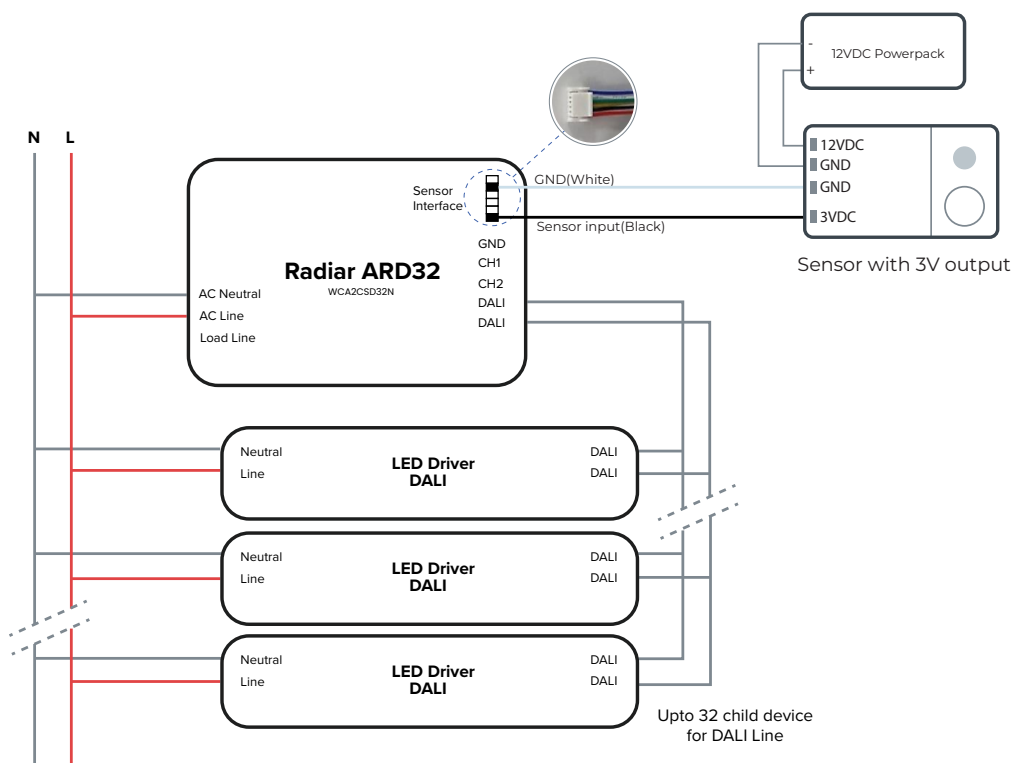 -
12VDC Powerpack
+
N L
12VDC
GND
GND
3VDC
Sensor with 3V output
GND(White)
Sensor input(Black)
Sensor
Interface
Radiar ARD32
WCA2CSD32N
GND
CH1
CH2
DALI
DALI
AC Neutral
AC Line
Load Line
Neutral
Line
LED Driver
DALI
DALI
DALI
Neutral
Line
LED Driver
DALI
DALI
DALI
Neutral
Line
LED Driver
DALI
DALI
DALI
Upto 32 child device
for DALI Line